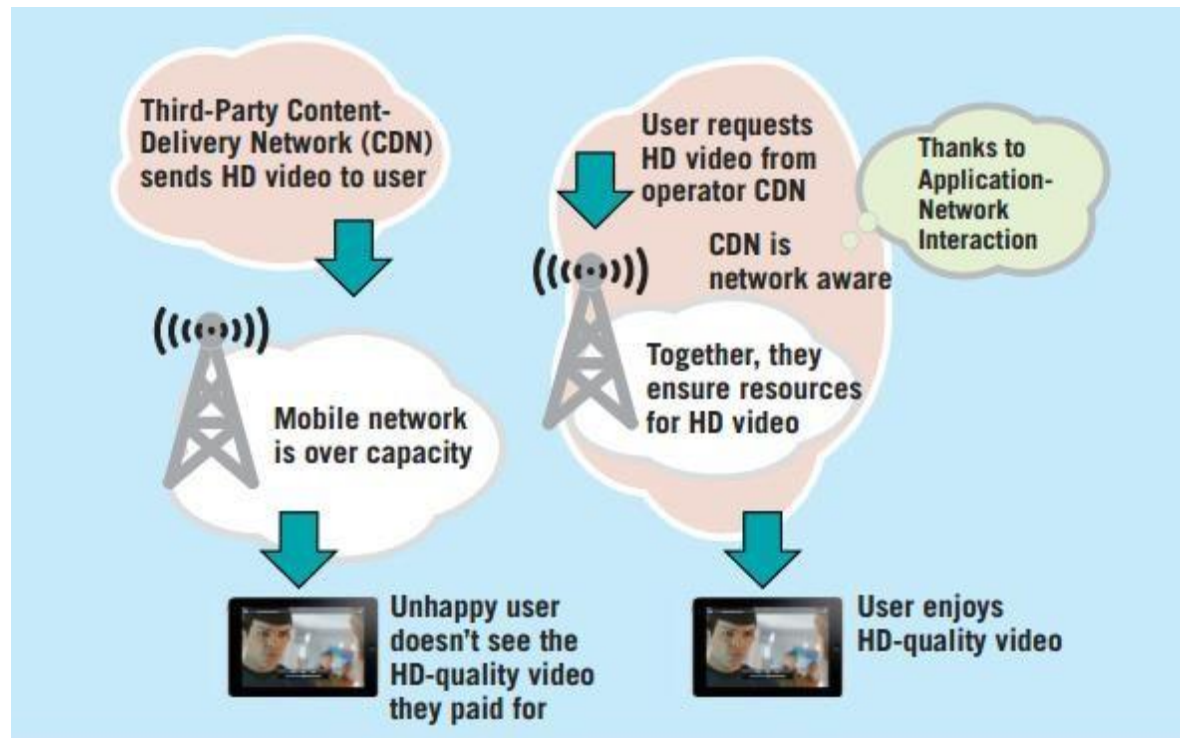 Third-Party Content-
Delivery Network (CDN)
sends HD video to user
Mobile network
is over capacity
Unhappy user
doesn't see the
HD-quality video
they paid for
User requests
HD video from
operator CDN
CDN is
network aware
Thanks to
Application-
Network
Interaction
Together, they
ensure resources
for HD video
User enjoys
HD-quality video